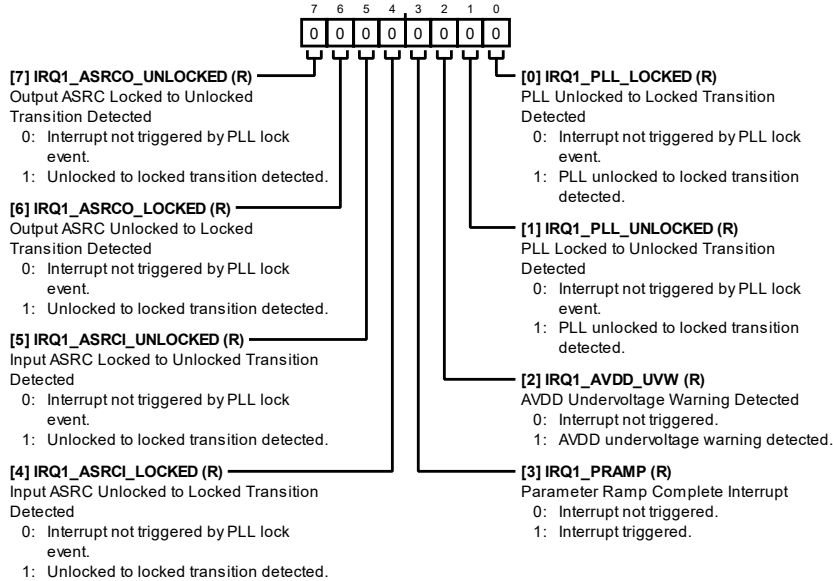 7 6 5 4 3 2 1 0
0 0 0 0 0 0 0 0
[7] IRQ1_ASRCO_UNLOCKED (R)
Output ASRC Locked to Unlocked
Transition Detected
0: Interrupt not triggered by PLL lock
event.
1: Unlocked to locked transition detected.
[6] IRQ1_ASRCO_LOCKED (R)
Output ASRC Unlocked to Locked
Transition Detected
0: Interrupt not triggered by PLL lock
event.
1: Unlocked to locked transition detected.
[5] IRQ1_ASRCI_UNLOCKED (R)
Input ASRC Locked to Unlocked Transition
Detected
0: Interrupt not triggered by PLL lock
event.
1: Unlocked to locked transition detected.
[4] IRQ1_ASRCI_LOCKED (R)
Input ASRC Unlocked to Locked Transition
Detected
0: Interrupt not triggered by PLL lock
event.
1: Unlocked to locked transition detected.
[0] IRQ1_PLL_LOCKED (R)
PLL Unlocked to Locked Transition
Detected
0: Interrupt not triggered by PLL lock
event.
1: PLL unlocked to locked transition
detected.
[1] IRQ1_PLL_UNLOCKED (R)
PLL Locked to Unlocked Transition
Detected
0: Interrupt not triggered by PLL lock
event.
1: PLL unlocked to locked transition
detected.
[2] IRQ1_AVDD_UVW (R)
AVDD Undervoltage Warning Detected
0: Interrupt not triggered.
1: AVDD undervoltage warning detected.
[3] IRQ1_PRAMP (R)
Parameter Ramp Complete Interrupt
0: Interrupt not triggered.
1: Interrupt triggered.